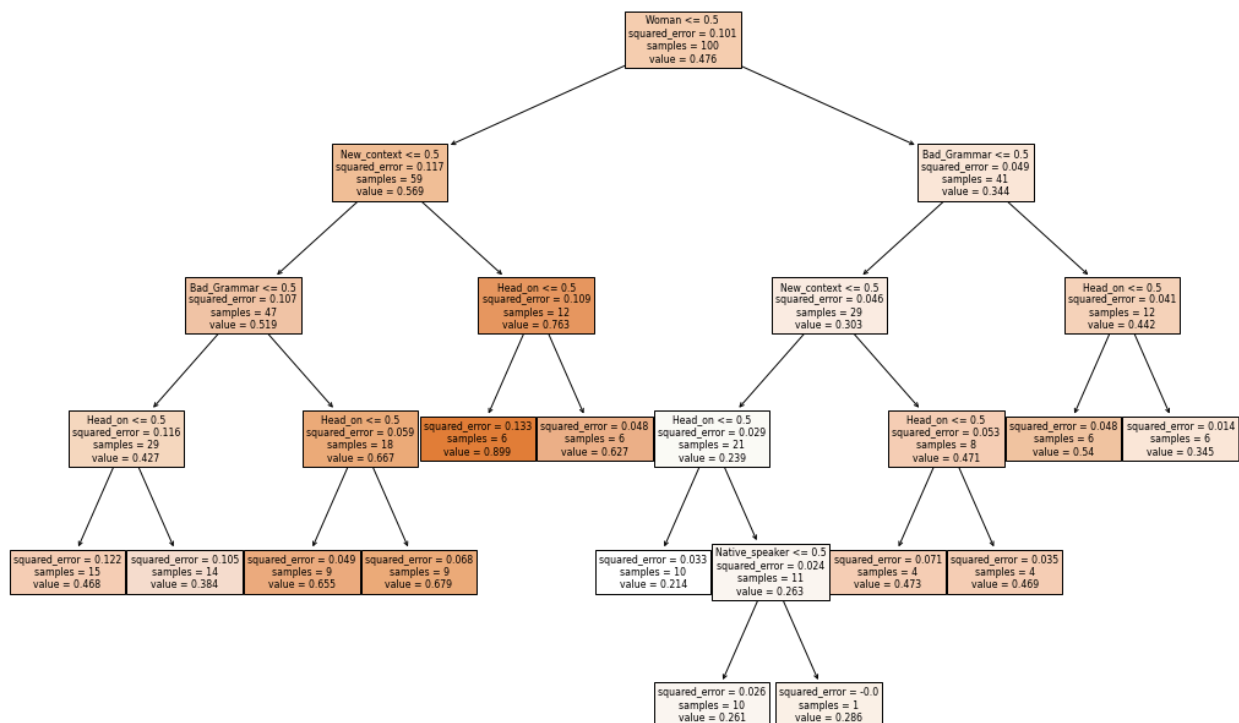 Woman <= 0.5
squared_error = 0.101
samples = 100
value = 0.476
New_context <= 0.5
squared_error = 0.117
samples = 59
value = 0.569
Bad_Grammar <= 0.5
squared_error = 0.049
samples = 41
value = 0.344
Bad_Grammar <= 0.5
squared_error = 0.107
samples = 47
value = 0.519
Head_on <= 0.5
squared_error = 0.109
samples = 12
value = 0.763
New_context <= 0.5
squared_error = 0.046
samples = 29
value = 0.303
Head_on <= 0.5
squared_error = 0.041
samples = 12
value = 0.442
Head_on <= 0.5
squared_error = 0.116
samples = 29
value = 0.427
Head_on <= 0.5
squared_error = 0.059
samples = 18
value = 0.667
squared_error = 0.133
samples = 6
value = 0.899
squared_error = 0.048
samples = 6
value = 0.627
Head_on <= 0.5
squared_error = 0.029
samples = 21
value = 0.239
Head_on <= 0.5
squared_error = 0.053
samples = 8
value = 0.471
squared_error = 0.048
samples = 6
value = 0.54
squared_error = 0.014
samples = 6
value = 0.345
squared_error = 0.122
samples = 15
value = 0.468
squared_error = 0.105
samples = 14
value = 0.384
squared_error = 0.049
samples = 9
value = 0.655
squared_error = 0.068
samples = 9
value = 0.679
squared_error = 0.033
samples = 10
value = 0.214
Native_speaker <= 0.5
squared_error = 0.024
samples = 11
value = 0.263
squared_error = 0.071
samples = 4
value = 0.473
squared_error = 0.035
samples = 4
value = 0.469
squared_error = 0.026
samples = 10
value = 0.261
squared_error = -0.0
samples = 1
value = 0.286